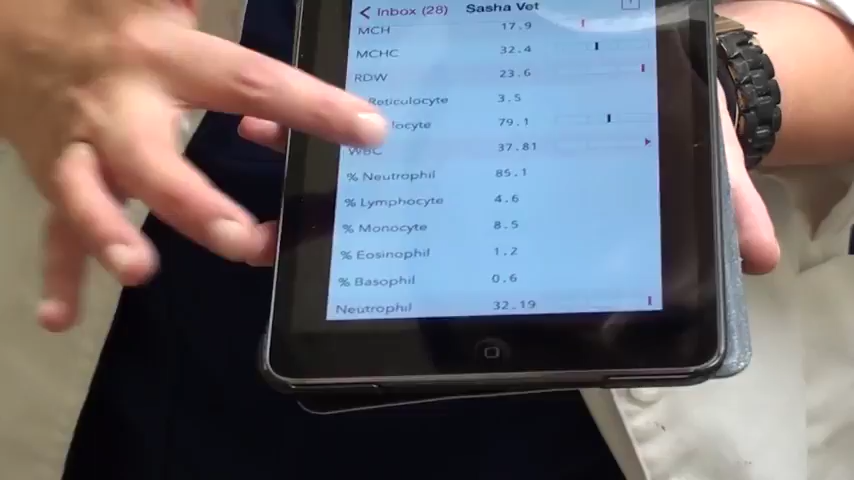 Inbox (28) Sasha Vet
MCH 17.9
MCHC 32.4
RDW 23.6
Reticulocyte 3.5
locyte 79.1
WBC 37.81
% Neutrophil 85.1
% Lymphocyte 4.6
% Monocyte 8.5
% Eosinophil 1.2
% Basophil 0.6
Neutrophil 32.19